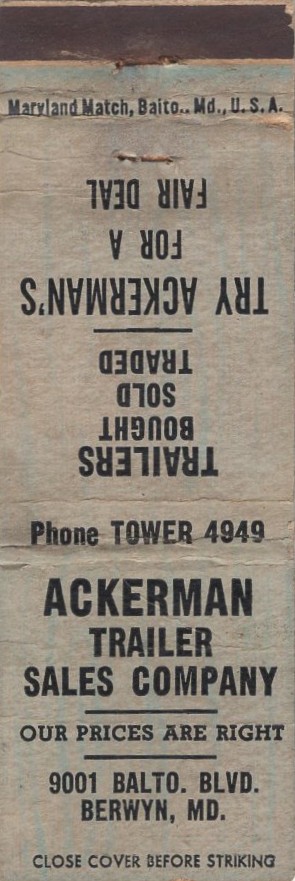 Maryland Match, Balto.. Md., U. S. A.
TRAILERS
BOUGHT
SOLD
TRADED
TRY ACKERMAN'S
FOR A
FAIR DEAL
Phone TOWER 4949
ACKERMAN
TRAILER
SALES COMPANY
OUR PRICES ARE RIGHT
9001 BALTO. BLVD.
BERWYN, MD.
CLOSE COVER BEFORE STRIKING